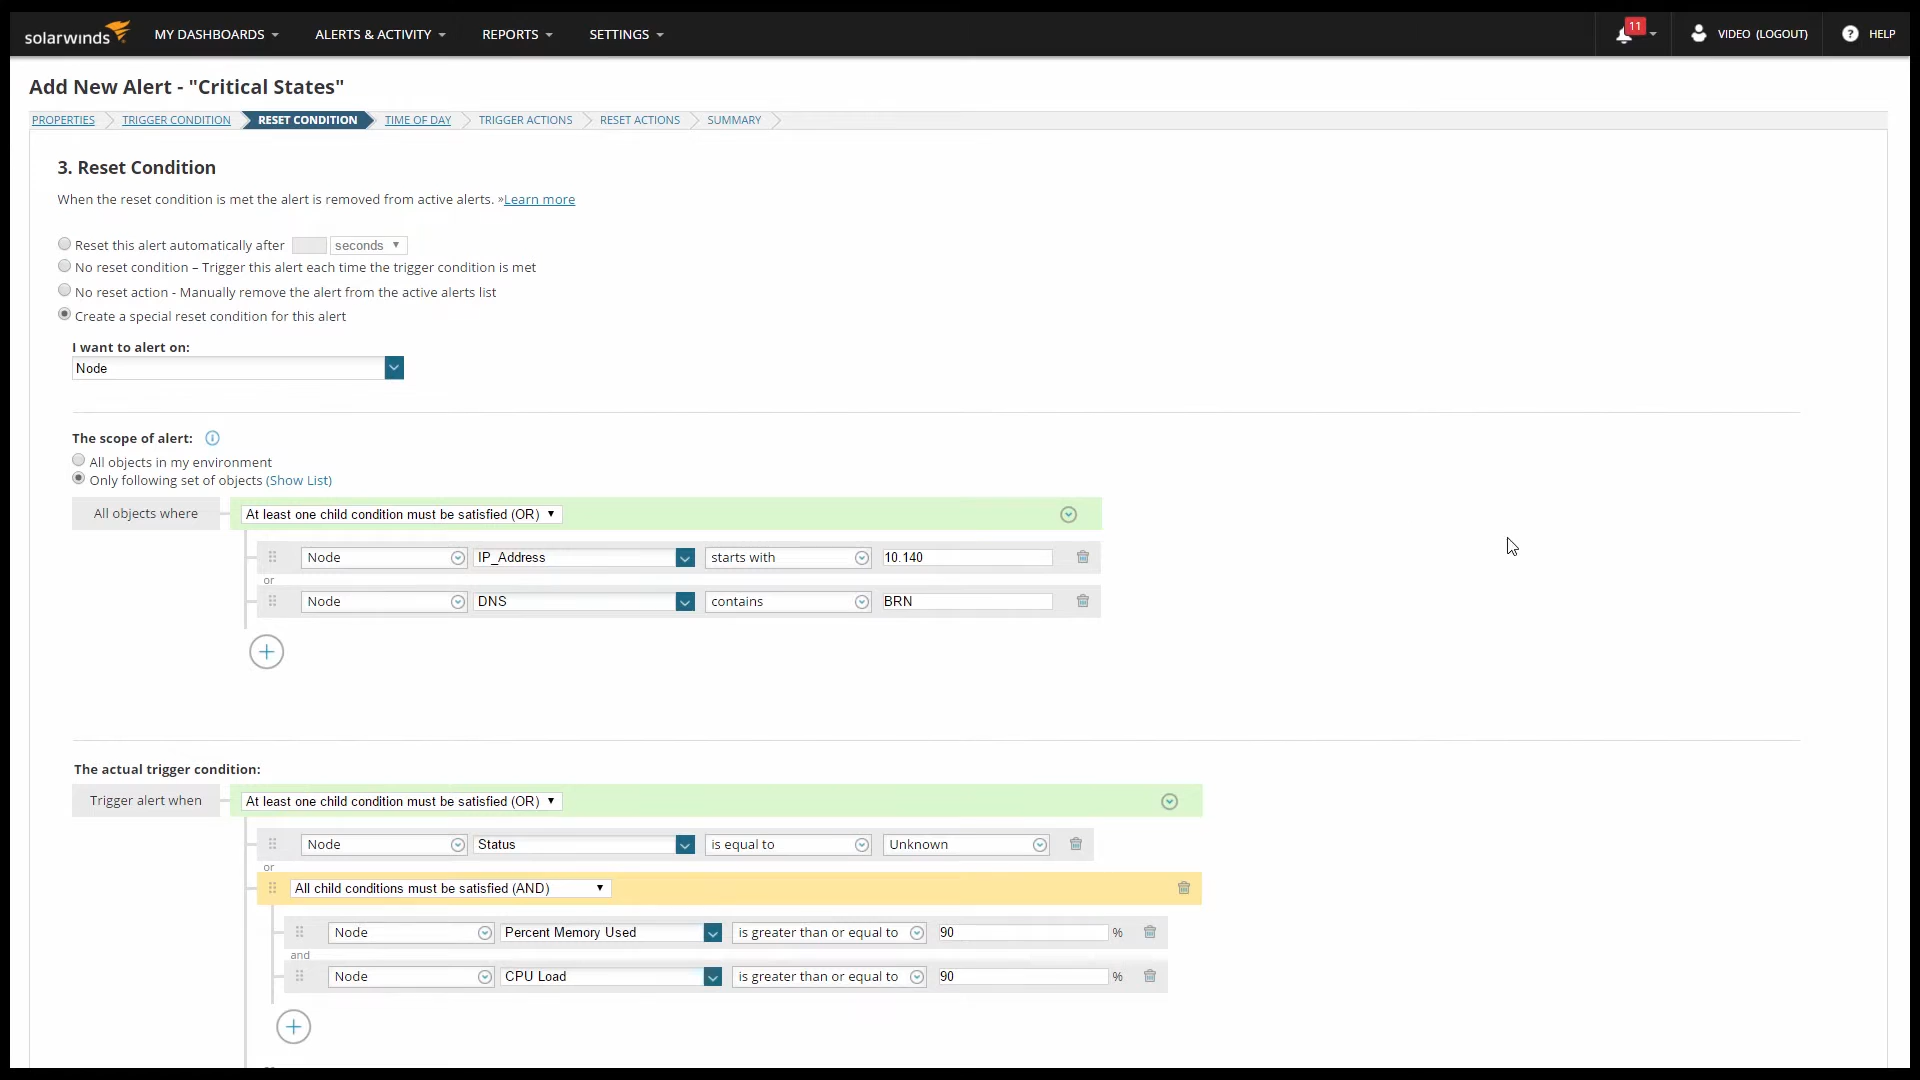 solarwinds MY DASHBOARDS ALERTS & ACTIVITY REPORTS SETTINGS 11 VIDEO (LOGOUT) ? HELP
Add New Alert - "Critical States"
PROPERTIES TRIGGER CONDITION RESET CONDITION TIME OF DAY TRIGGER ACTIONS RESET ACTIONS SUMMARY
3. Reset Condition
When the reset condition is met the alert is removed from active alerts. »Learn more
Reset this alert automatically after seconds
No reset condition – Trigger this alert each time the trigger condition is met
No reset action - Manually remove the alert from the active alerts list
Create a special reset condition for this alert
I want to alert on:
Node
The scope of alert: i
All objects in my environment
Only following set of objects (Show List)
All objects where At least one child condition must be satisfied (OR)
Node IP_Address starts with 10.140
or
Node DNS contains BRN
The actual trigger condition:
Trigger alert when At least one child condition must be satisfied (OR)
Node Status is equal to Unknown
or
All child conditions must be satisfied (AND)
Node Percent Memory Used is greater than or equal to 90 %
and
Node CPU Load is greater than or equal to 90 %